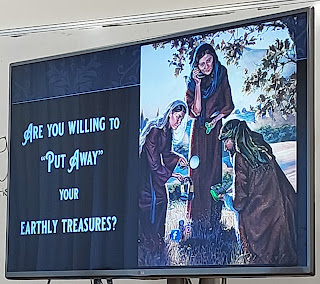 ARE YOU WILLING TO
“PUT AWAY”
YOUR
EARTHLY TREASURES?